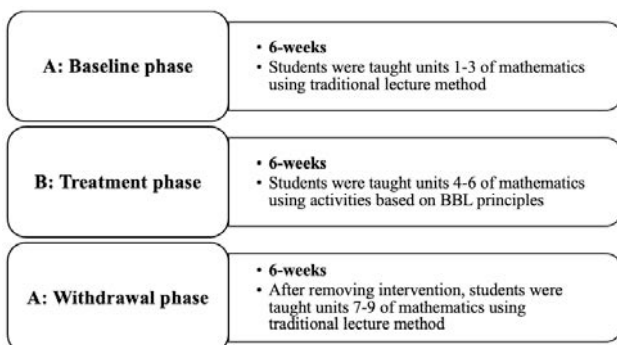 A: Baseline phase
• 6-weeks
• Students were taught units 1-3 of mathematics
using traditional lecture method
B: Treatment phase
• 6-weeks
• Students were taught units 4-6 of mathematics
using activities based on BBL principles
A: Withdrawal phase
• 6-weeks
• After removing intervention, students were
taught units 7-9 of mathematics using
traditional lecture method